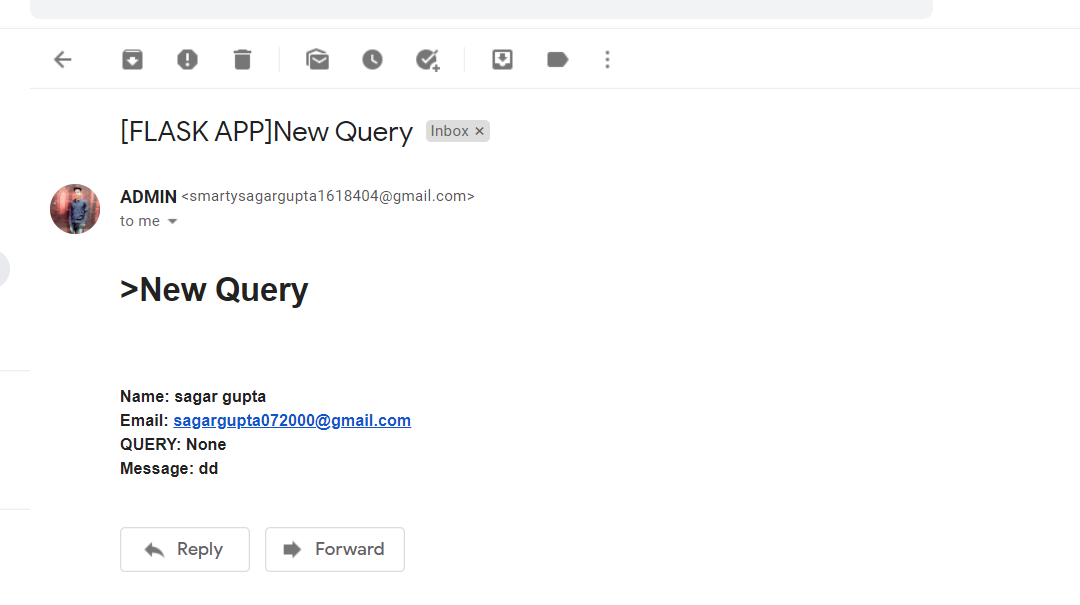 [FLASK APP]New Query Inbox ×
ADMIN <smartysagargupta1618404@gmail.com>
to me
>New Query
Name: sagar gupta
Email: sagargupta072000@gmail.com
QUERY: None
Message: dd
Reply Forward